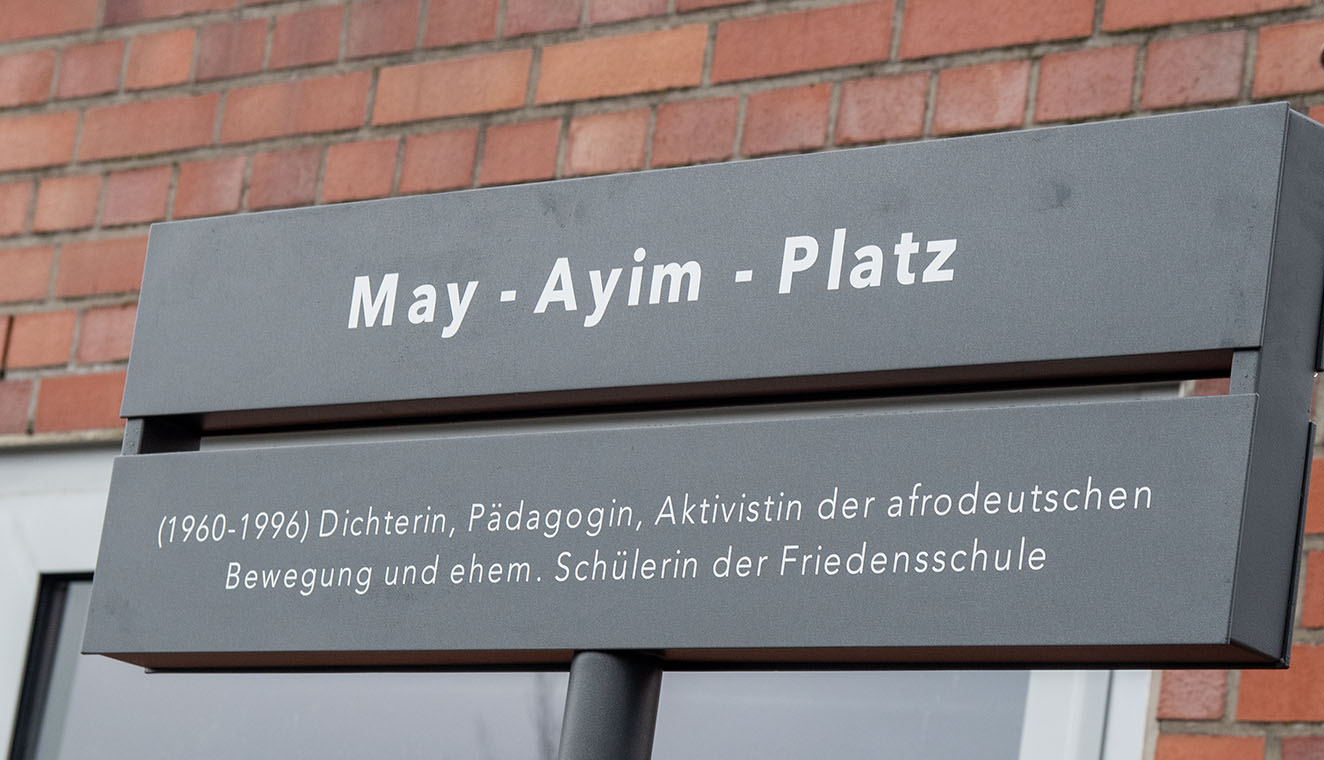 May - Ayim - Platz
(1960-1996) Dichterin, Pädagogin, Aktivistin der afrodeutschen
Bewegung und ehem. Schülerin der Friedensschule